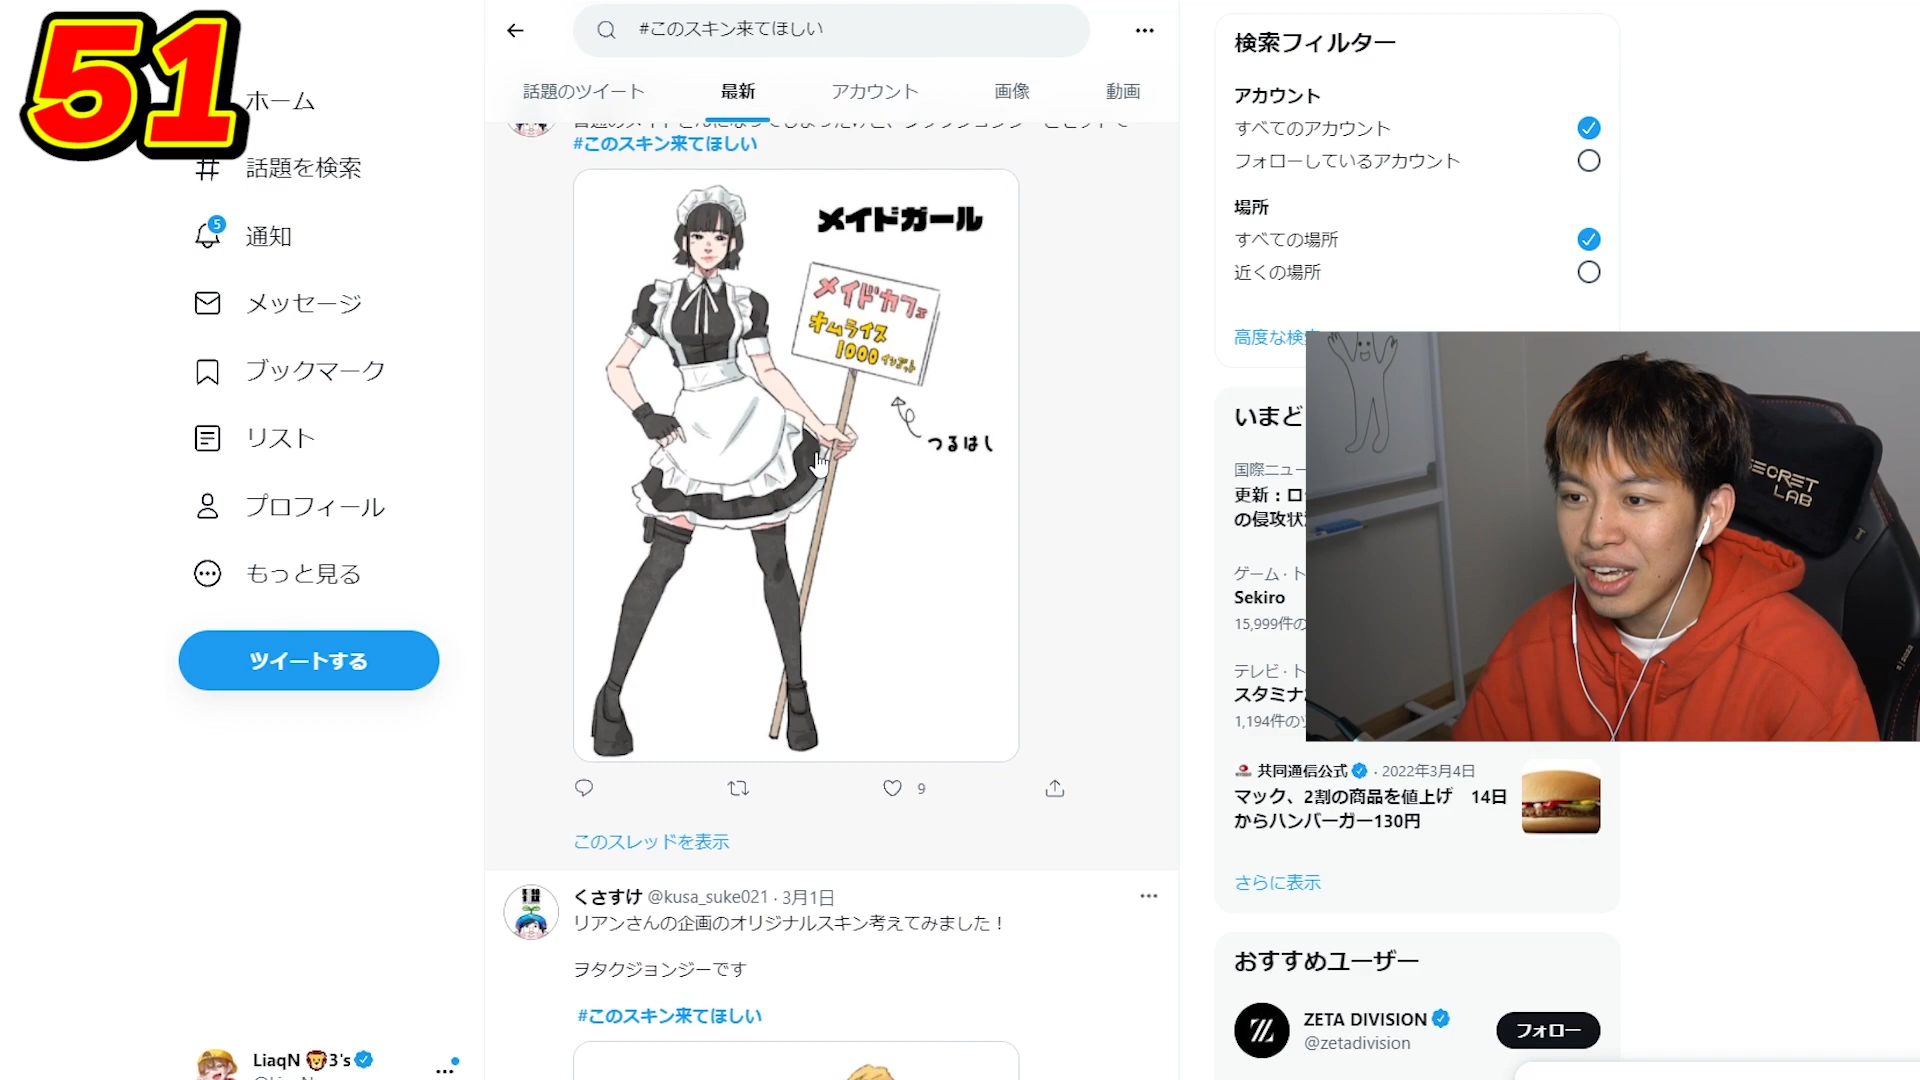 51
ホーム
話題を検索
5
通知
メッセージ
ブックマーク
リスト
プロフィール
もっと見る
ツイートする
LiaqN 🦁3's
#このスキン来てほしい
話題のツイート
最新
アカウント
画像
動画
#このスキン来てほしい
メイドガール
メイドカフェ
オムライス
1000インゴット
つるはし
9
このスレッドを表示
くさすけ @kusa_suke021 · 3月1日
リアンさんの企画のオリジナルスキン考えてみました！
ヲタクジョンジーです
#このスキン来てほしい
検索フィルター
アカウント
すべてのアカウント
フォローしているアカウント
場所
すべての場所
近くの場所
高度な検
いまど
国際ニュー
更新：ロ
の侵攻状
ゲーム · ト
Sekiro
15,999件の
テレビ · ト
スタミナ
1,194件の
SECRET
LAB
共同通信公式 · 2022年3月4日
マック、2割の商品を値上げ　14日
からハンバーガー130円
さらに表示
おすすめユーザー
ZETA DIVISION
@zetadivision
フォロー